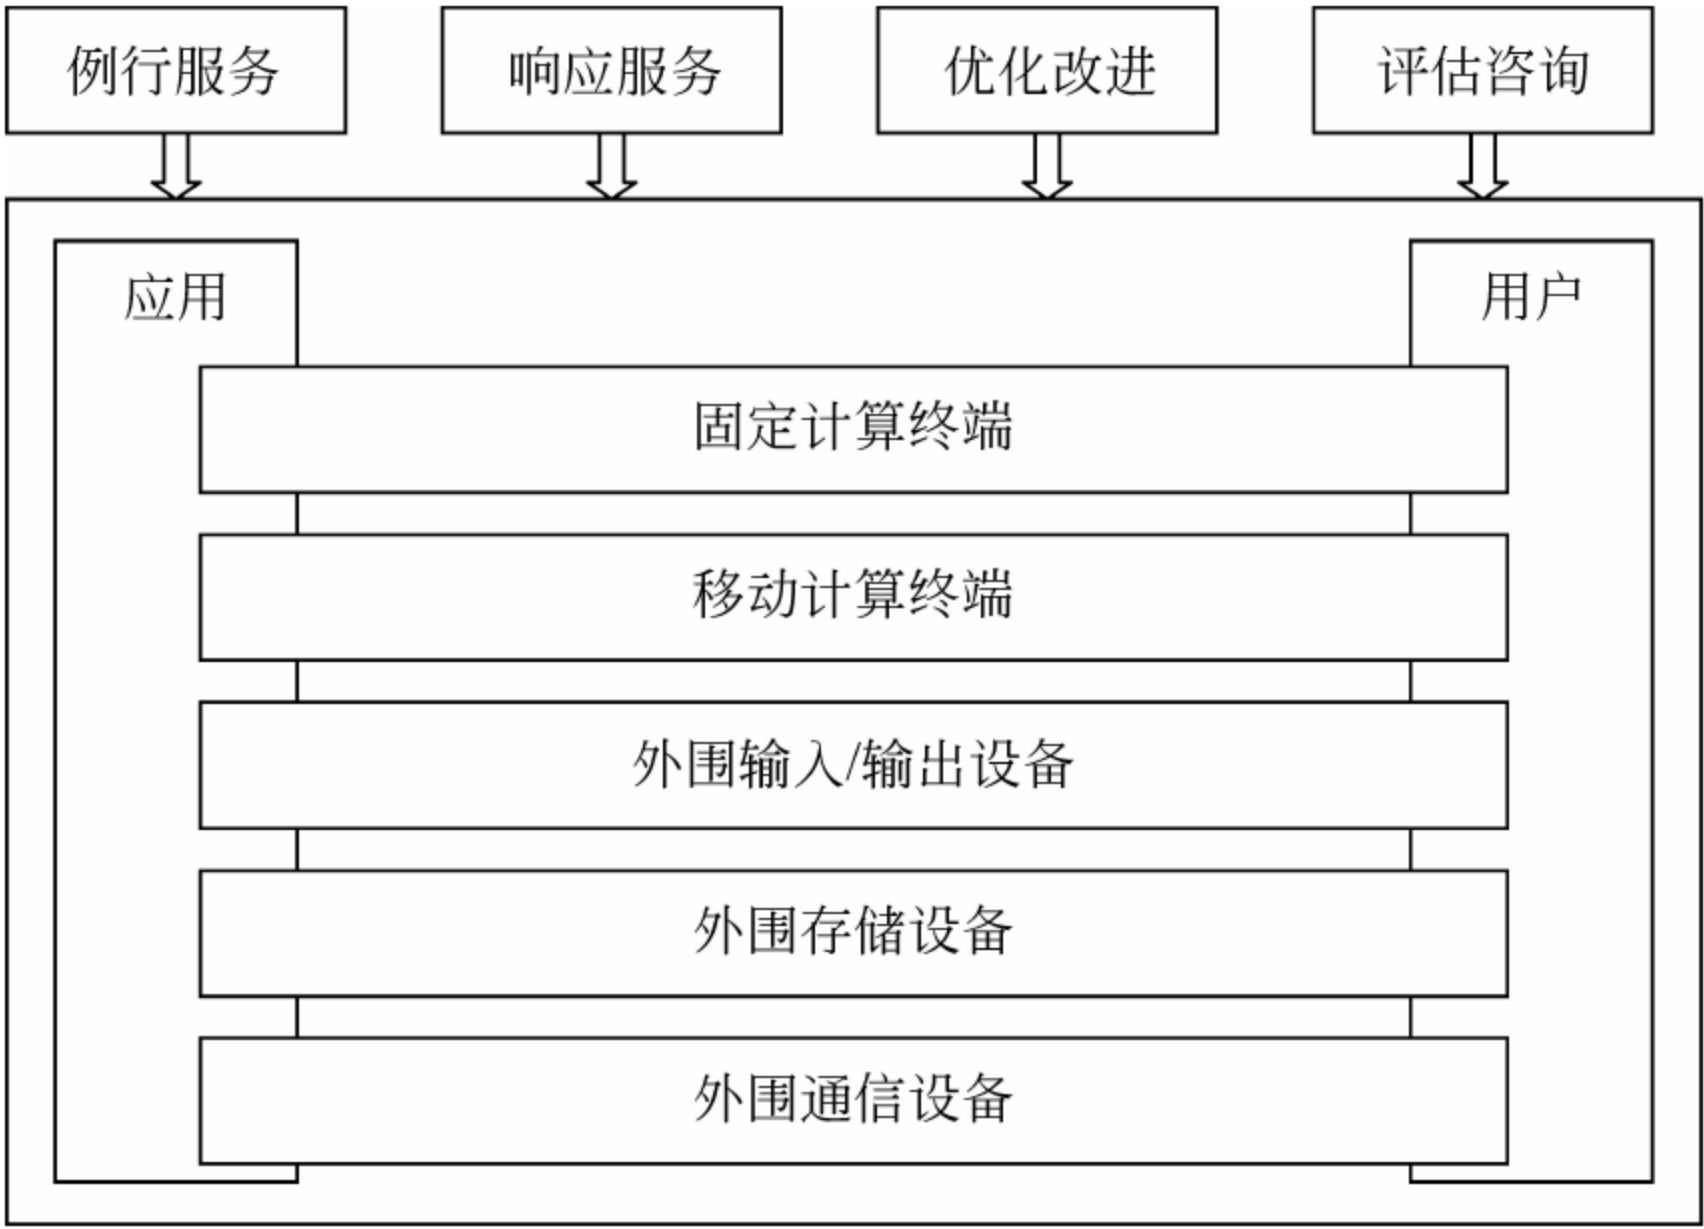 例行服务
响应服务
优化改进
评估咨询
应用
用户
固定计算终端
移动计算终端
外围输入/输出设备
外围存储设备
外围通信设备